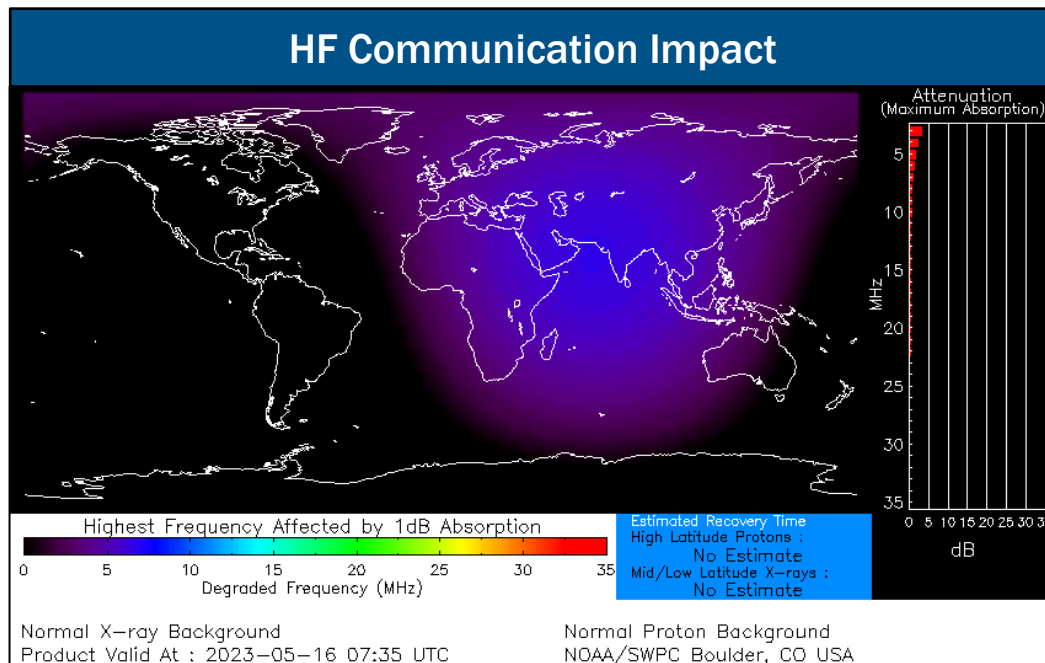 HF Communication Impact
Attenuation
(Maximum Absorption)
5
10
15
20
25
30
35
MHz
0 5 10 15 20 25 30 3
dB
Highest Frequency Affected by 1dB Absorption
0 5 10 15 20 25 30 35
Degraded Frequency (MHz)
Estimated Recovery Time
High Latitude Protons :
No Estimate
Mid/Low Latitude X-rays :
No Estimate
Normal X-ray Background
Product Valid At : 2023-05-16 07:35 UTC
Normal Proton Background
NOAA/SWPC Boulder, CO USA